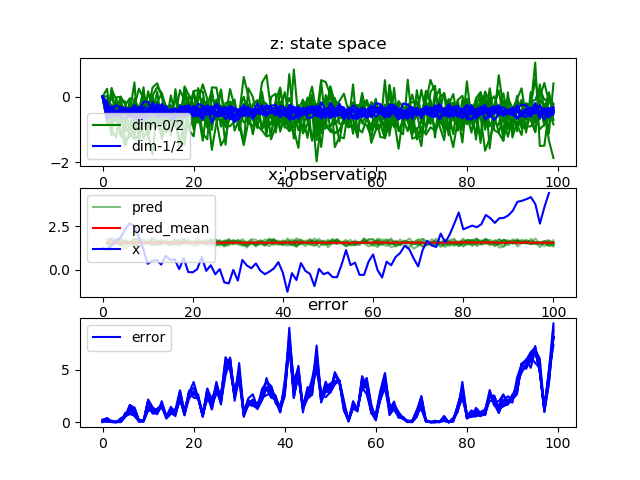 z: state space
0
−2
dim-0/2
dim-1/2
0 20 40 60 80 100
x: observation
2.5
0.0
pred
pred_mean
x
0 20 40 60 80 100
error
5
0
error
0 20 40 60 80 100